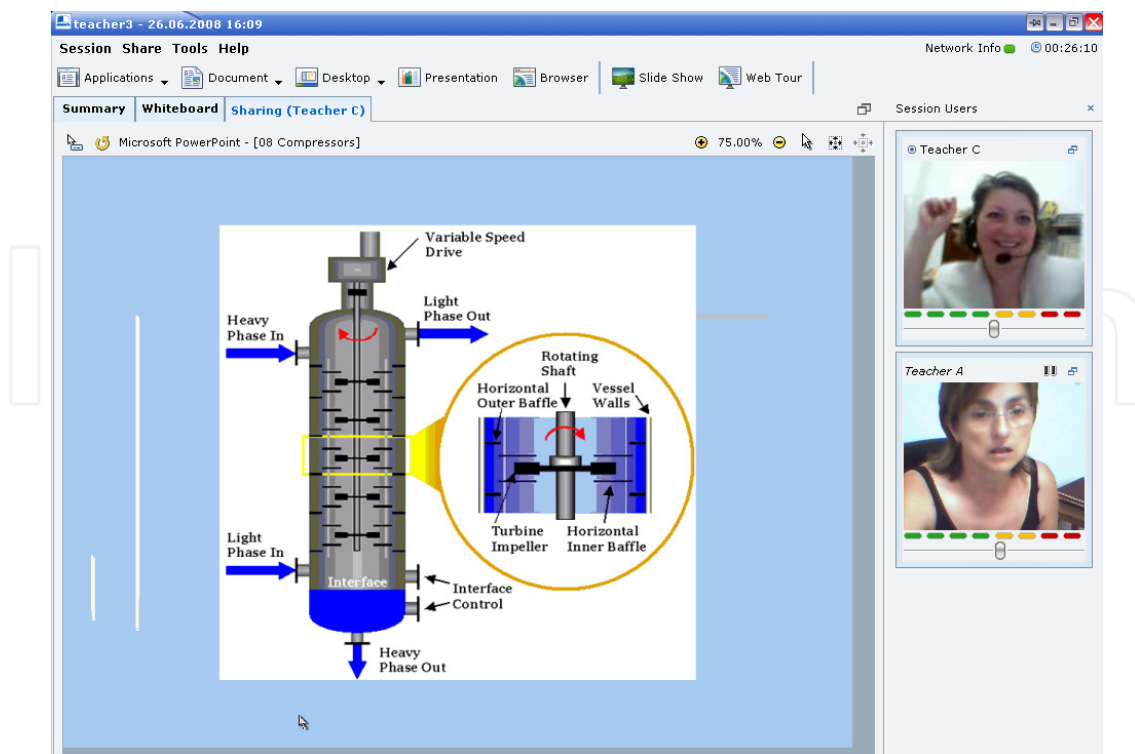 teacher3 - 26.06.2008 16:09
Session Share Tools Help
Network Info
00:26:10
Applications
Document
Desktop
Presentation
Browser
Slide Show
Web Tour
Summary
Whiteboard
Sharing (Teacher C)
Session Users
Microsoft PowerPoint - [08 Compressors]
75.00%
Teacher C
Variable Speed
Drive
Light
Phase Out
Heavy
Phase In
Rotating
Shaft
Horizontal
Outer Baffle
Vessel
Walls
Turbine
Impeller
Horizontal
Inner Baffle
Light
Phase In
Interface
Interface
Control
Heavy
Phase Out
Teacher A